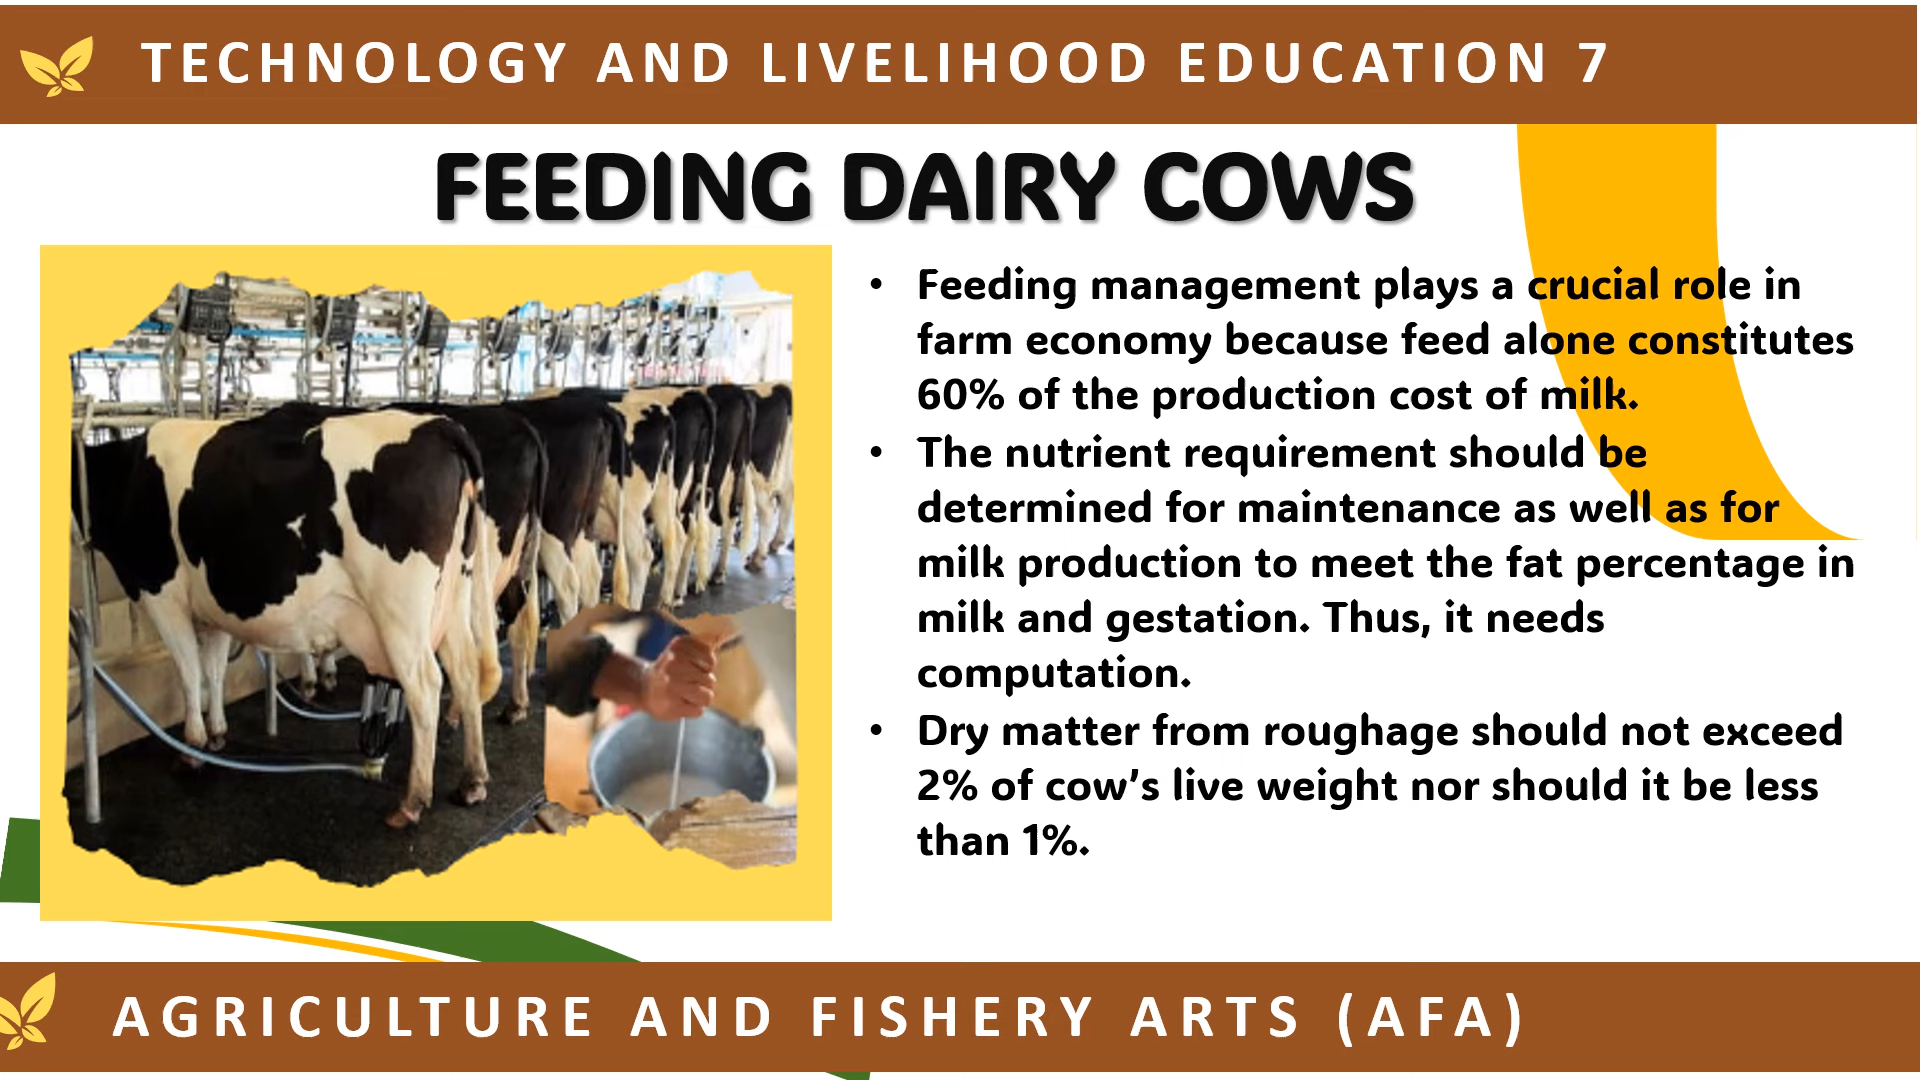 TECHNOLOGY AND LIVELIHOOD EDUCATION 7
FEEDING DAIRY COWS
• Feeding management plays a crucial role in
farm economy because feed alone constitutes
60% of the production cost of milk.
• The nutrient requirement should be
determined for maintenance as well as for
milk production to meet the fat percentage in
milk and gestation. Thus, it needs
computation.
• Dry matter from roughage should not exceed
2% of cow’s live weight nor should it be less
than 1%.
AGRICULTURE AND FISHERY ARTS (AFA)